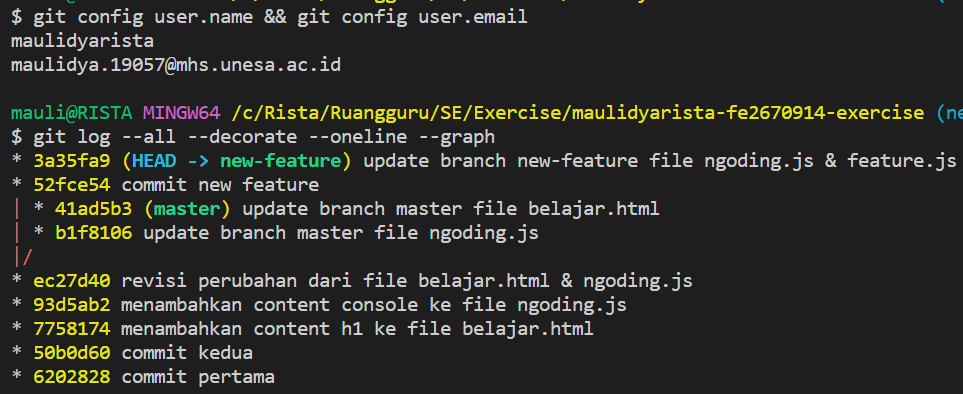 $ git config user.name && git config user.email
maulidyarista
maulidya.19057@mhs.unesa.ac.id
mauli@RISTA MINGW64 /c/Rista/Ruangguru/SE/Exercise/maulidyarista-fe2670914-exercise (ne
$ git log --all --decorate --oneline --graph
* 3a35fa9 (HEAD -> new-feature) update branch new-feature file ngoding.js & feature.js
* 52fce54 commit new feature
| * 41ad5b3 (master) update branch master file belajar.html
| * b1f8106 update branch master file ngoding.js
|/
* ec27d40 revisi perubahan dari file belajar.html & ngoding.js
* 93d5ab2 menambahkan content console ke file ngoding.js
* 7758174 menambahkan content h1 ke file belajar.html
* 50b0d60 commit kedua
* 6202828 commit pertama